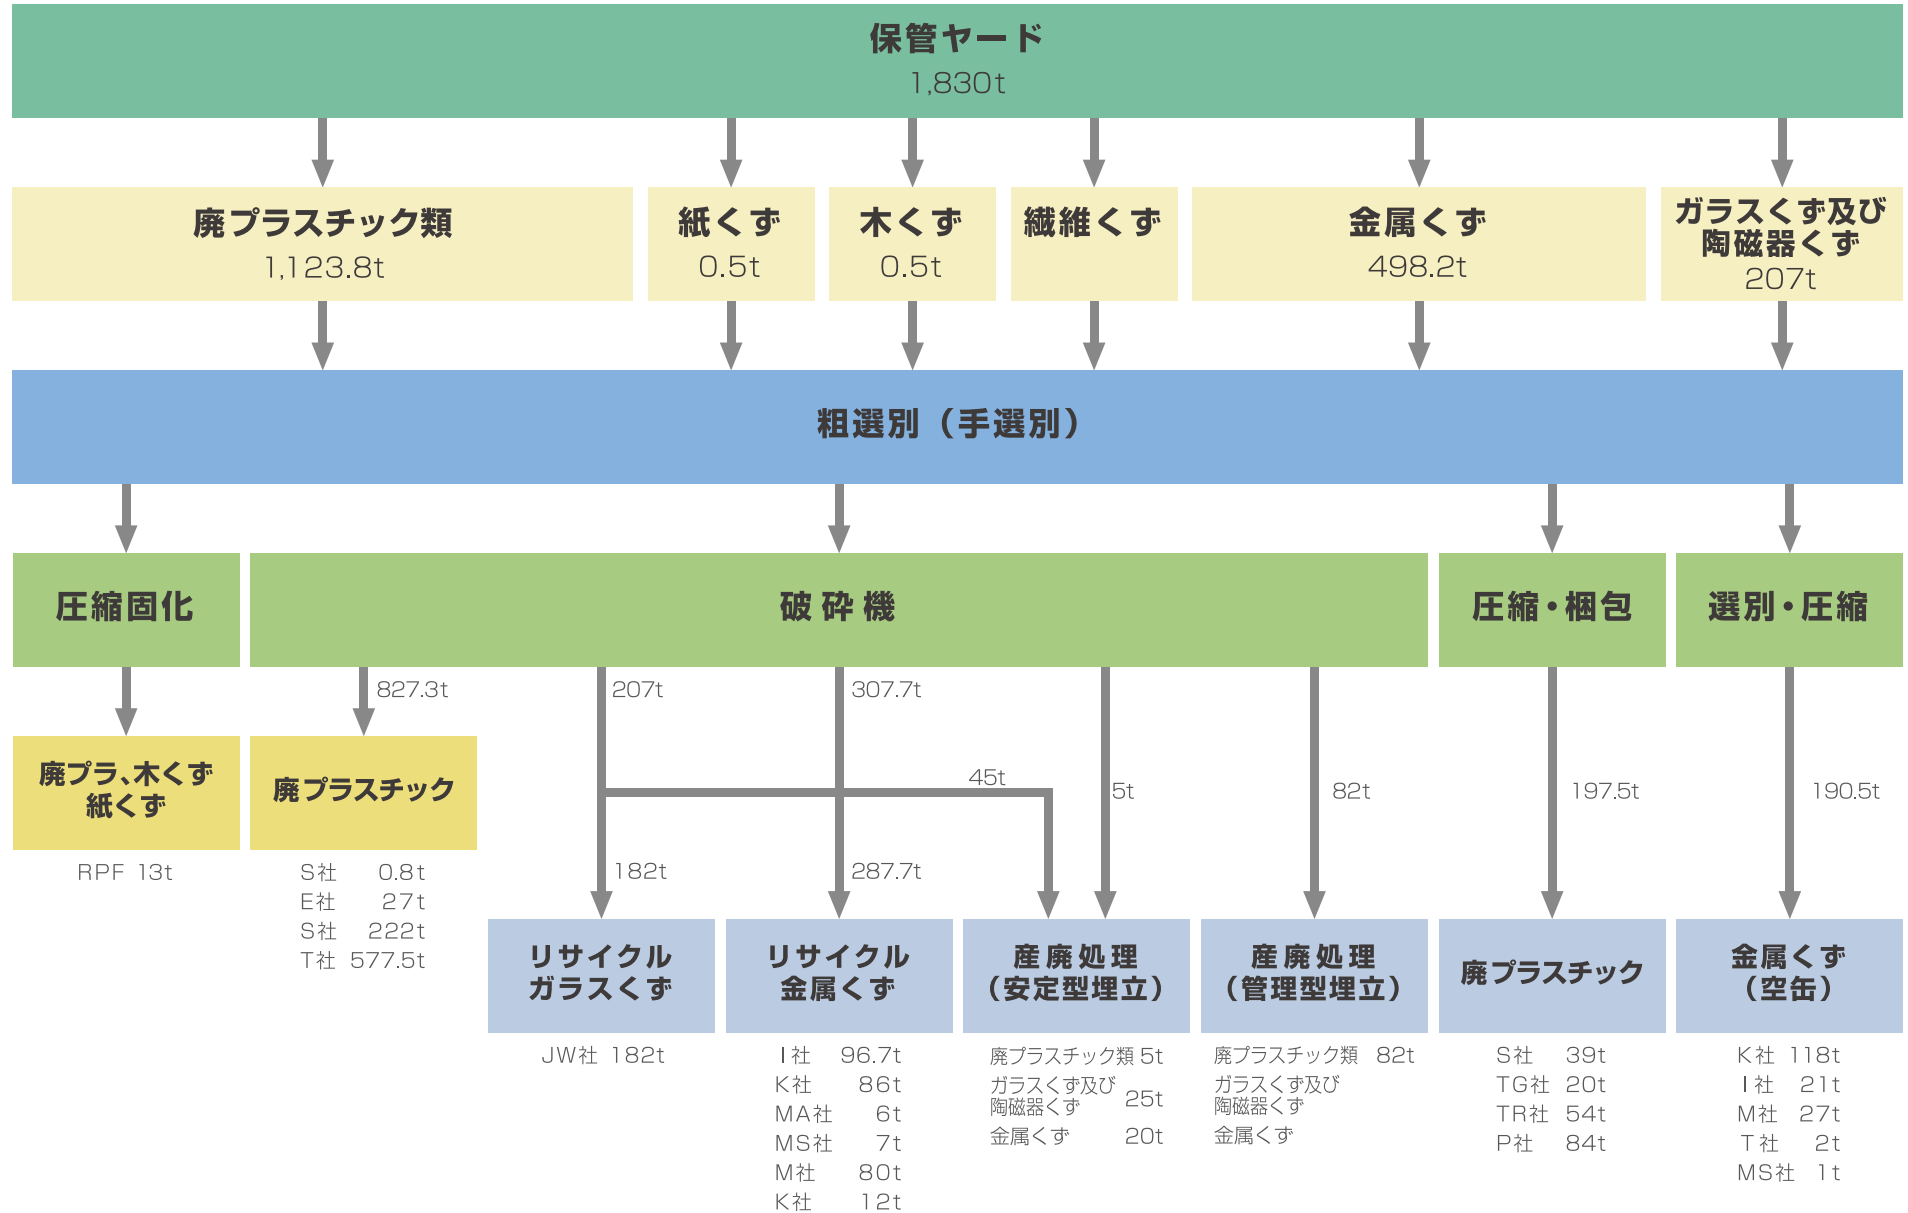 保管ヤード
1,830t
廃プラスチック類
1,123.8t
紙くず
0.5t
木くず
0.5t
繊維くず
金属くず
498.2t
ガラスくず及び
陶磁器くず
207t
粗選別（手選別）
圧縮固化
破砕機
圧縮・梱包
選別・圧縮
827.3t
207t
307.7t
45t
5t
82t
197.5t
190.5t
182t
287.7t
廃プラ、木くず
紙くず
RPF 13t
廃プラスチック
S社 0.8t
E社 27t
S社 222t
T社 577.5t
リサイクル
ガラスくず
JW社 182t
リサイクル
金属くず
I社 96.7t
K社 86t
MA社 6t
MS社 7t
M社 80t
K社 12t
産廃処理
（安定型埋立）
廃プラスチック類 5t
ガラスくず及び
陶磁器くず 25t
金属くず 20t
産廃処理
（管理型埋立）
廃プラスチック類 82t
ガラスくず及び
陶磁器くず
金属くず
廃プラスチック
S社 39t
TG社 20t
TR社 54t
P社 84t
金属くず
（空缶）
K社 118t
I社 21t
M社 27t
T社 2t
MS社 1t